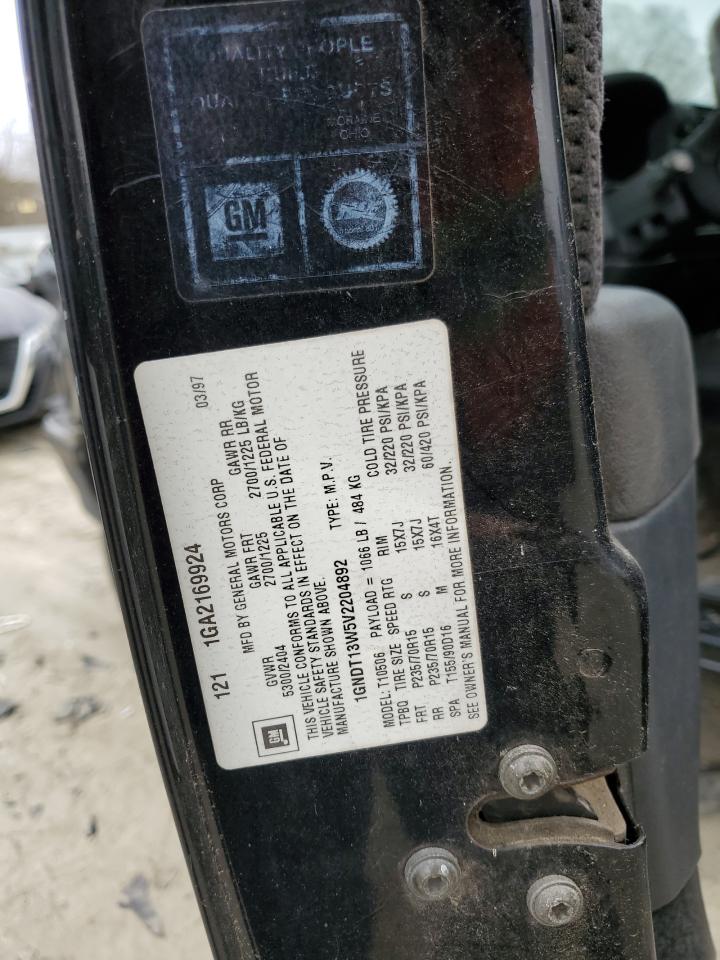 QUALITY PEOPLE
BUILD
QUALITY PRODUCTS
MORAINE
OHIO
GM
121 1GA2169924
MFD BY GENERAL MOTORS CORP 03/97
GVWR GAWR FRT GAWR RR
5300/2404 2700/1225 2700/1225 LB/KG
THIS VEHICLE CONFORMS TO ALL APPLICABLE U.S. FEDERAL MOTOR
VEHICLE SAFETY STANDARDS IN EFFECT ON THE DATE OF
MANUFACTURE SHOWN ABOVE.
1GNDT13W5V2204892 TYPE: M.P.V.
MODEL: T10506 PAYLOAD = 1066 LB / 484 KG
TPBQ TIRE SIZE SPEED RTG RIM COLD TIRE PRESSURE
FRT P235/70R15 S 15X7J 32/220 PSI/KPA
RR P235/70R15 S 15X7J 32/220 PSI/KPA
SPA T155/90D16 M 16X4T 60/420 PSI/KPA
SEE OWNER'S MANUAL FOR MORE INFORMATION.
GM